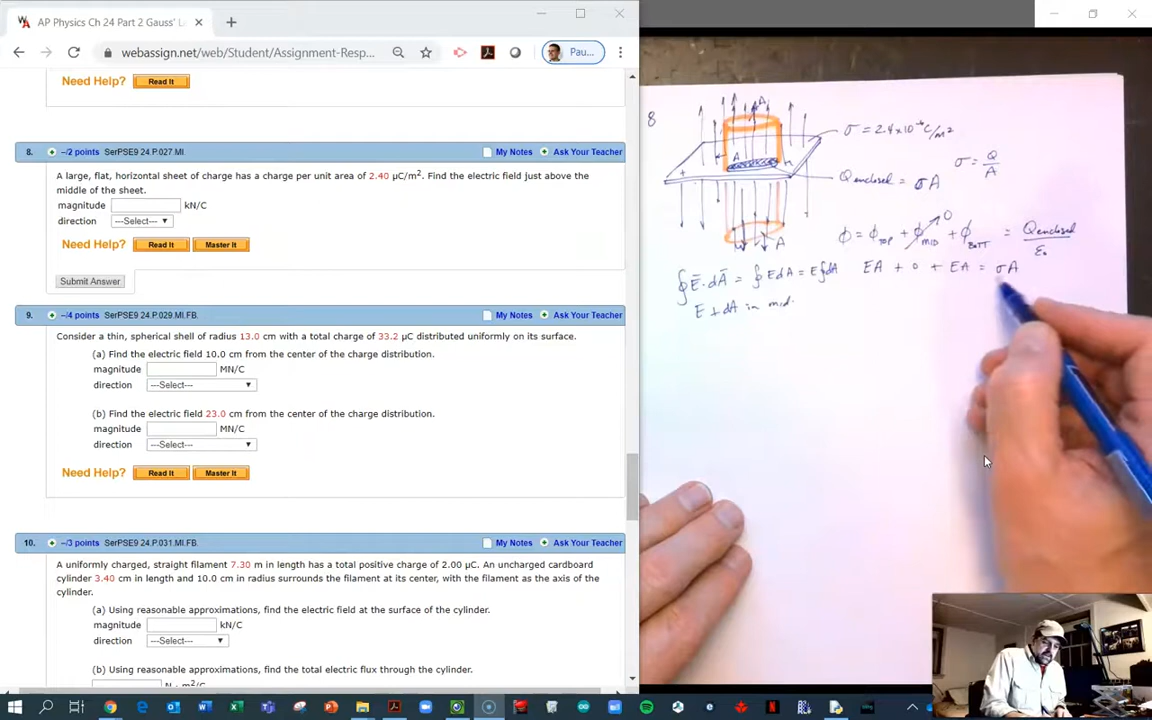 AP Physics Ch 24 Part 2 Gauss' L
webassign.net/web/Student/Assignment-Resp...
Pau...
Need Help? Read It
8. –/2 points SerPSE9 24.P.027.MI. My Notes Ask Your Teacher
A large, flat, horizontal sheet of charge has a charge per unit area of 2.40 µC/m². Find the electric field just above the
middle of the sheet.
magnitude kN/C
direction ---Select---
Need Help? Read It Master It
Submit Answer
9. –/4 points SerPSE9 24.P.029.MI.FB. My Notes Ask Your Teacher
Consider a thin, spherical shell of radius 13.0 cm with a total charge of 33.2 µC distributed uniformly on its surface.
(a) Find the electric field 10.0 cm from the center of the charge distribution.
magnitude MN/C
direction ---Select---
(b) Find the electric field 23.0 cm from the center of the charge distribution.
magnitude MN/C
direction ---Select---
Need Help? Read It Master It
10. –/3 points SerPSE9 24.P.031.MI.FB. My Notes Ask Your Teacher
A uniformly charged, straight filament 7.30 m in length has a total positive charge of 2.00 µC. An uncharged cardboard
cylinder 3.40 cm in length and 10.0 cm in radius surrounds the filament at its center, with the filament as the axis of the
cylinder.
(a) Using reasonable approximations, find the electric field at the surface of the cylinder.
magnitude kN/C
direction ---Select---
(b) Using reasonable approximations, find the total electric flux through the cylinder.
N · m²/C
8
A
σ = 2.4 x 10⁻⁶ C/m²
A
+
Q enclosed = σA
σ = Q/A
A
ϕ = ϕ TOP + ϕ MID + ϕ BOTT = Q enclosed / ε₀
0
∮ E · dA = ∮ E dA = E ∮ dA
EA + 0 + EA = σA
E ⊥ dA in mid.